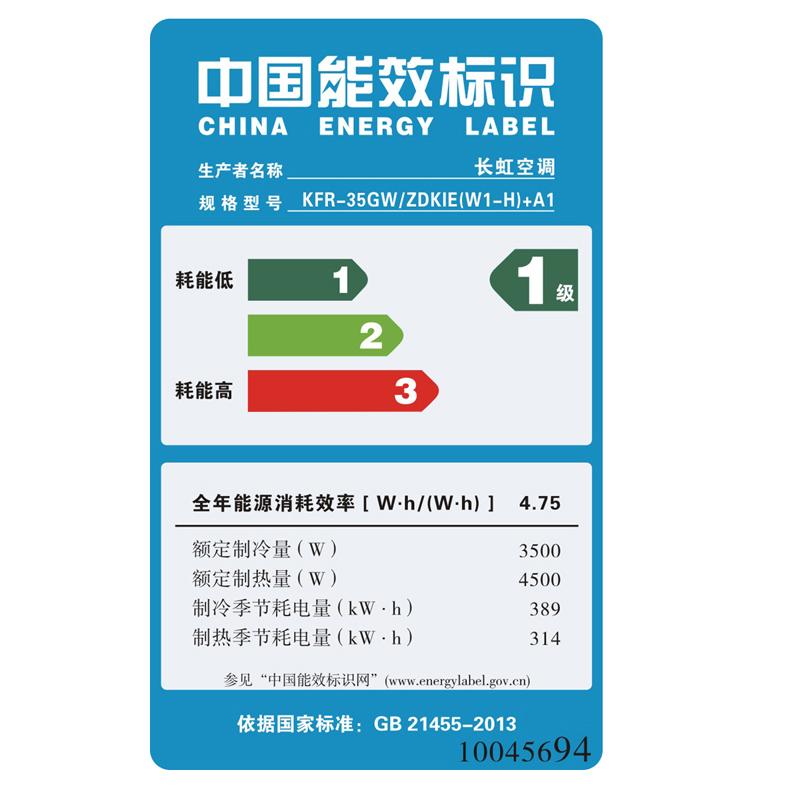 中国能效标识
CHINA ENERGY LABEL
生产者名称 长虹空调
规格型号 KFR-35GW/ZDKIE(W1-H)+A1
耗能低 1 1级
2
耗能高 3
全年能源消耗效率[ W·h/(W·h) ] 4.75
额定制冷量(W) 3500
额定制热量(W) 4500
制冷季节耗电量(kW·h) 389
制热季节耗电量(kW·h) 314
参见“中国能效标识网”(www.energylabel.gov.cn)
依据国家标准：GB 21455-2013
10045694